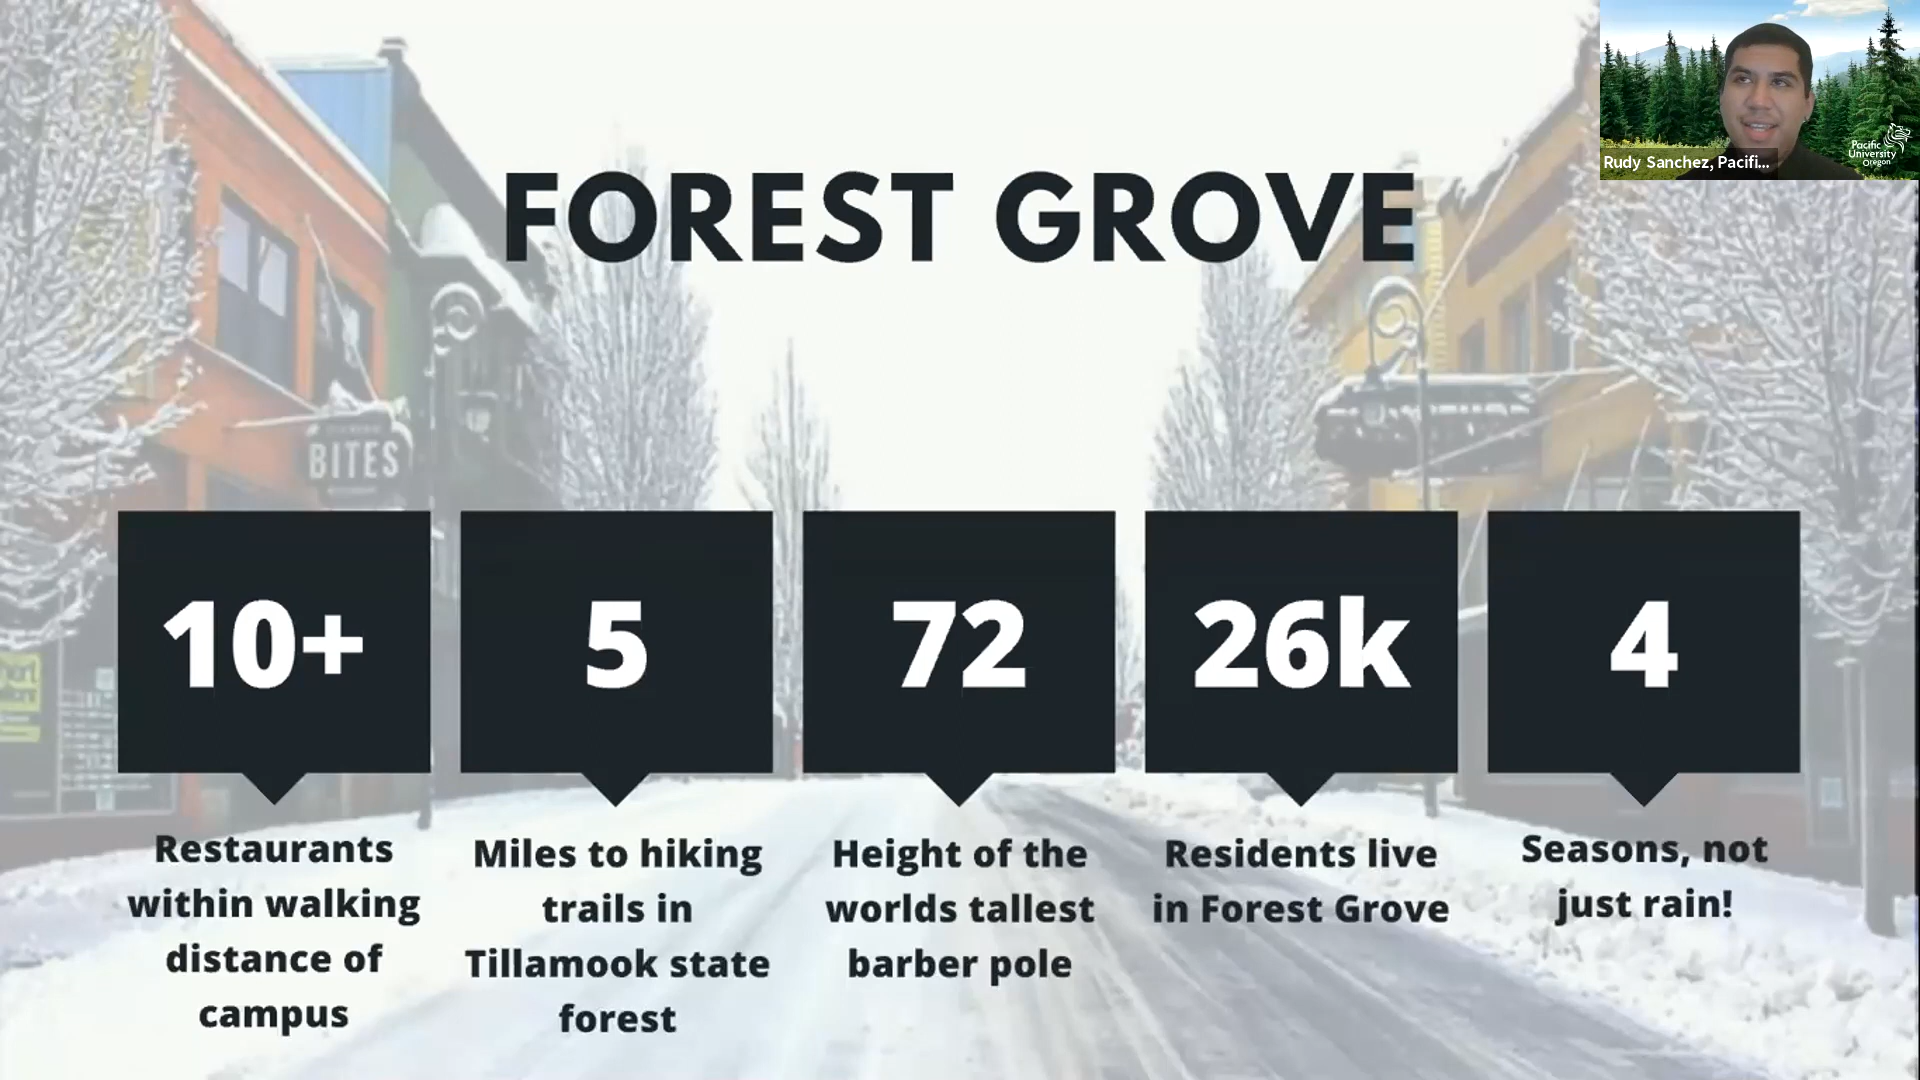 FOREST GROVE
Pacific
University
Oregon
Rudy Sanchez, Pacifi...
BITES
10+
Restaurants
within walking
distance of
campus
5
Miles to hiking
trails in
Tillamook state
forest
72
Height of the
worlds tallest
barber pole
26k
Residents live
in Forest Grove
4
Seasons, not
just rain!